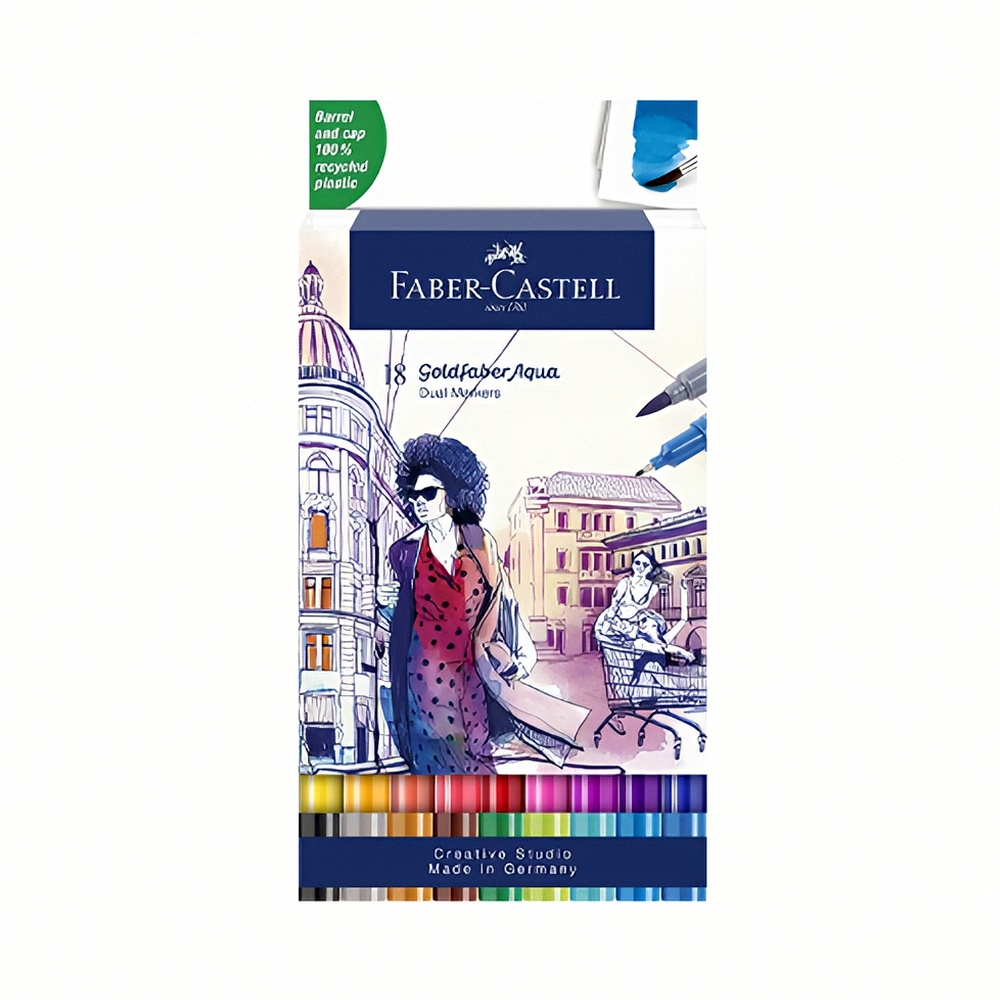 Barrel
and cap
100 %
recycled
plastic
FABER-CASTELL
18 Goldfaber Aqua
Dual Markers
Creative Studio
Made in Germany